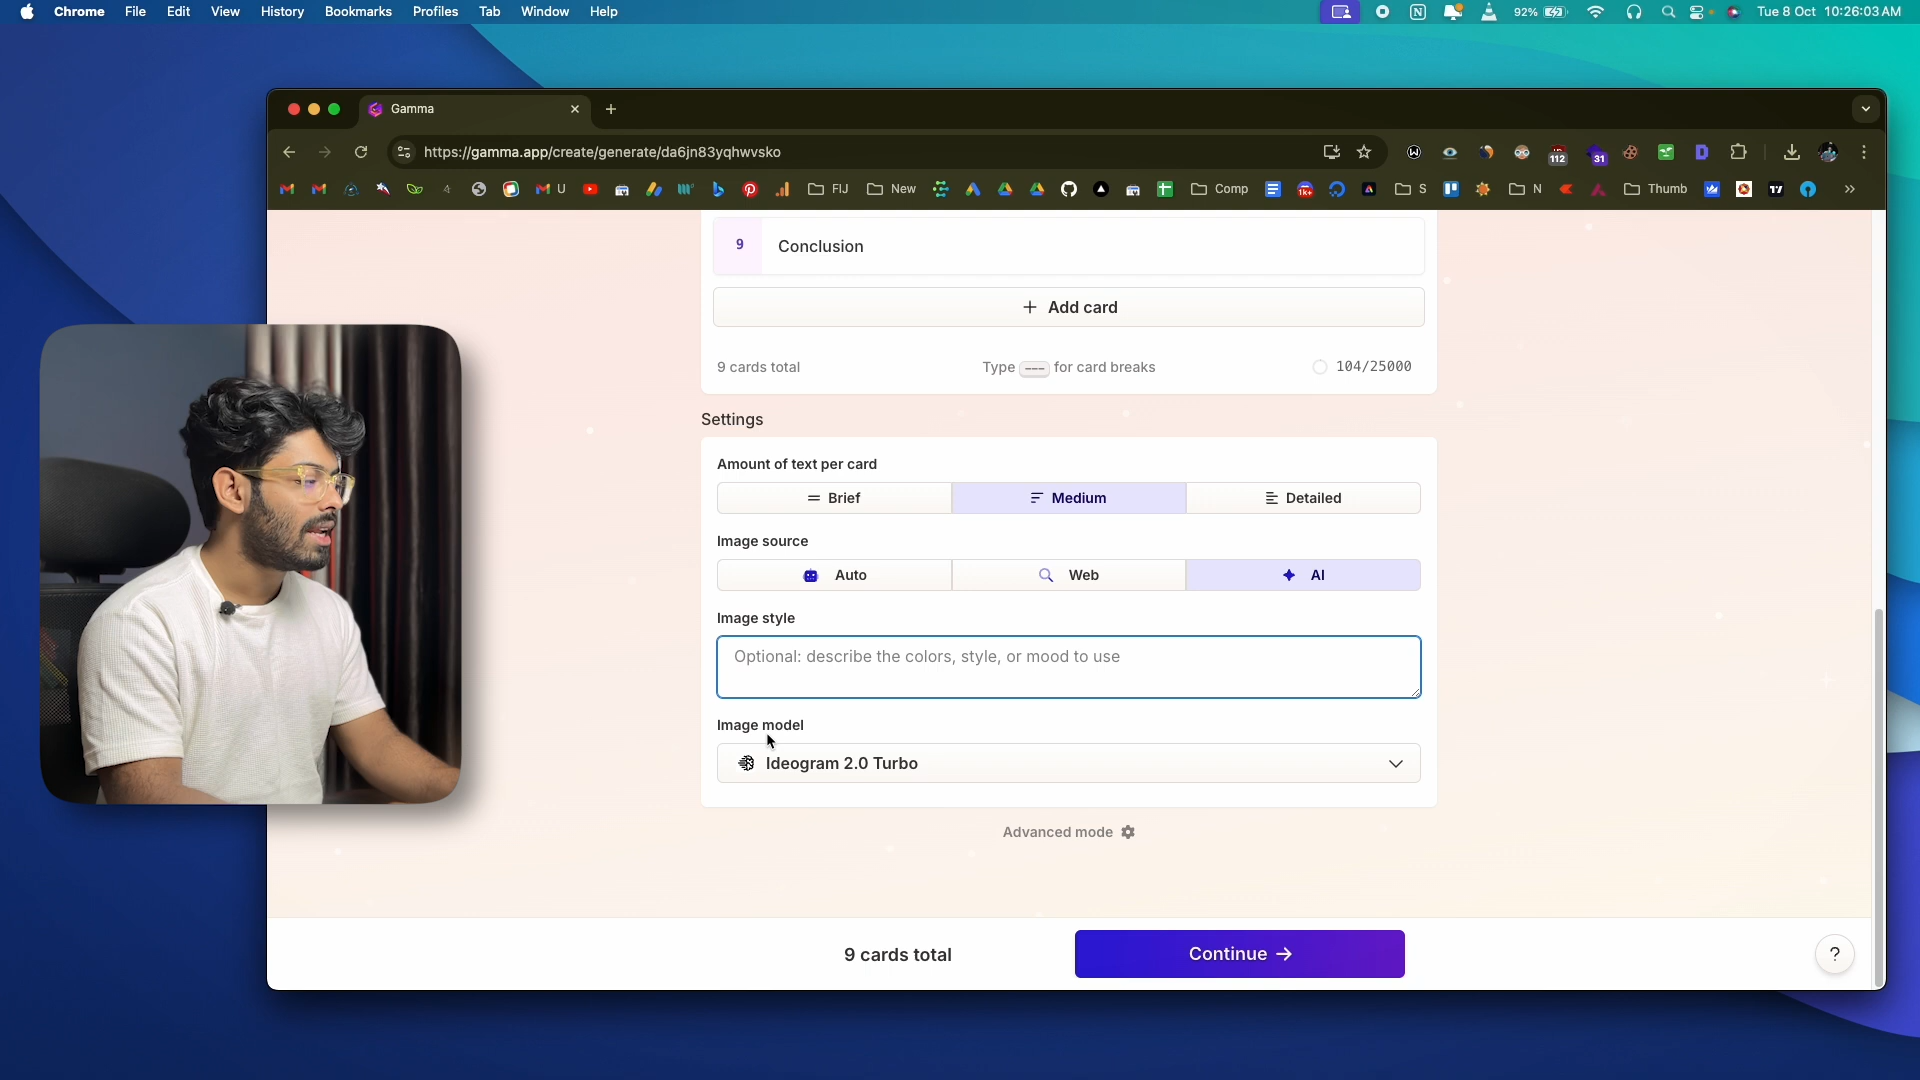 Chrome File Edit View History Bookmarks Profiles Tab Window Help
92% Tue 8 Oct 10:26:03 AM
Gamma
https://gamma.app/create/generate/da6jn83yqhwvsko
112
31
U
FIJ
New
Comp
1K+
S
N
Thumb
9 Conclusion
+ Add card
9 cards total
Type --- for card breaks
104/25000
Settings
Amount of text per card
Brief
Medium
Detailed
Image source
Auto
Web
AI
Image style
Optional: describe the colors, style, or mood to use
Image model
Ideogram 2.0 Turbo
Advanced mode
9 cards total
Continue →
?